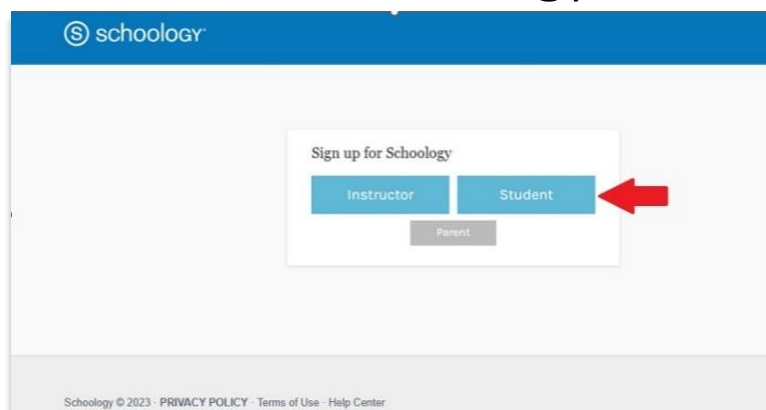 S schoology
Sign up for Schoology
Instructor Student
Parent
Schoology © 2023 · PRIVACY POLICY · Terms of Use · Help Center